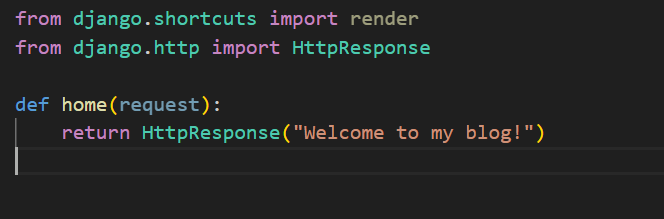 from django.shortcuts import render
from django.http import HttpResponse
def home(request):
    return HttpResponse("Welcome to my blog!")